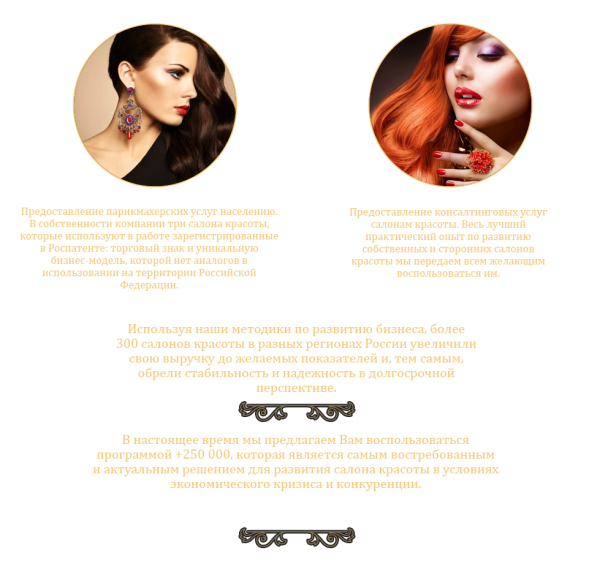 Предоставление парикмахерских услуг населению.
В собственности компании три салона красоты,
которые используют в работе зарегистрированные
в Роспатенте: торговый знак и уникальную
бизнес-модель, которой нет аналогов в
использовании на территории Российской
Федерации.
Предоставление консалтинговых услуг
салонам красоты. Весь лучший
практический опыт по развитию
собственных и сторонних салонов
красоты мы передаем всем желающим
воспользоваться им.
Используя наши методики по развитию бизнеса, более
300 салонов красоты в разных регионах России увеличили
свою выручку до желаемых показателей и, тем самым,
обрели стабильность и надежность в долгосрочной
перспективе.
В настоящее время мы предлагаем Вам воспользоваться
программой +250 000, которая является самым востребованным
и актуальным решением для развития салона красоты в условиях
экономического кризиса и конкуренции.